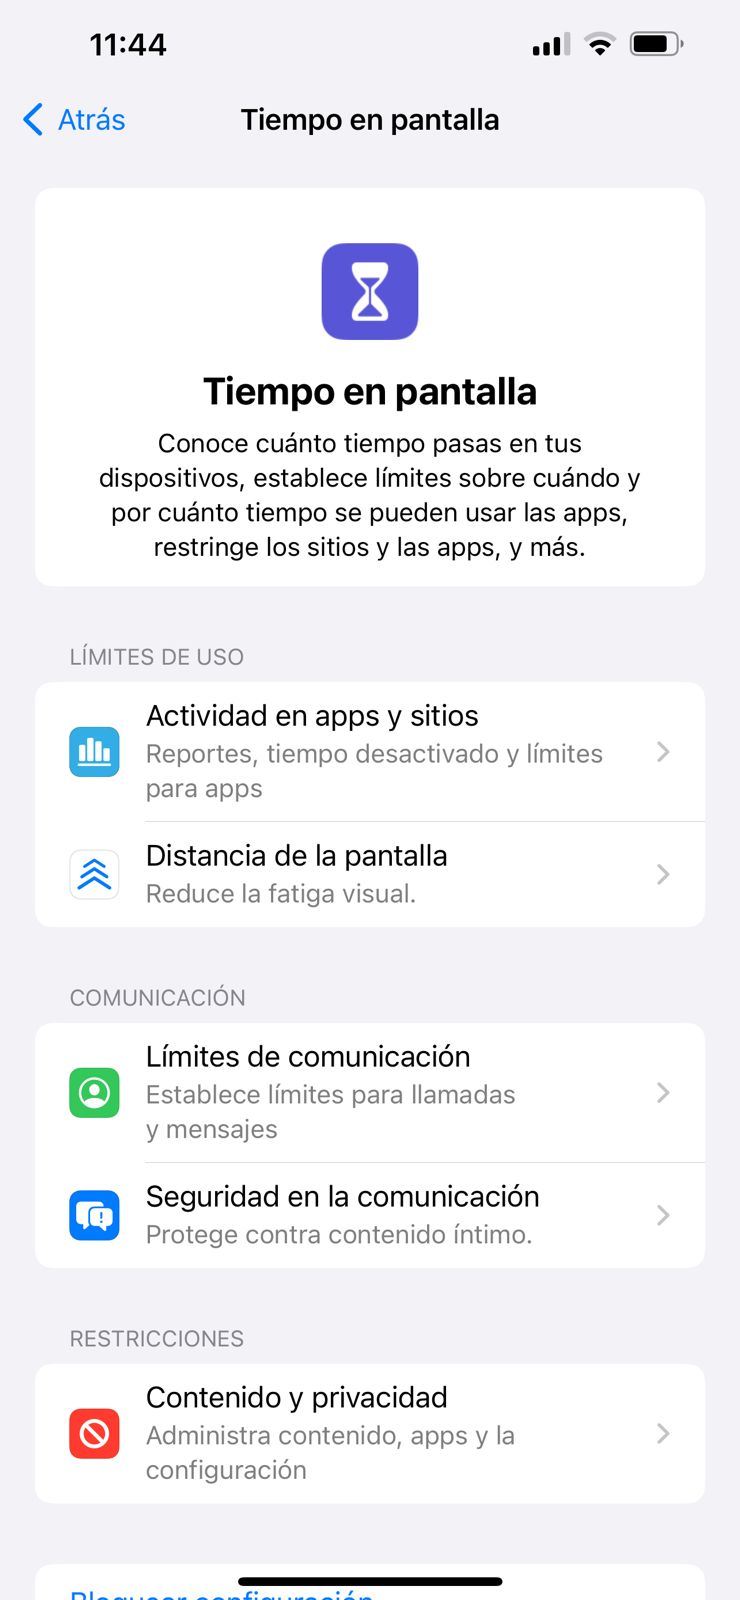 11:44
Atrás
Tiempo en pantalla
Tiempo en pantalla
Conoce cuánto tiempo pasas en tus
dispositivos, establece límites sobre cuándo y
por cuánto tiempo se pueden usar las apps,
restringe los sitios y las apps, y más.
LÍMITES DE USO
Actividad en apps y sitios
Reportes, tiempo desactivado y límites
para apps
Distancia de la pantalla
Reduce la fatiga visual.
COMUNICACIÓN
Límites de comunicación
Establece límites para llamadas
y mensajes
Seguridad en la comunicación
Protege contra contenido íntimo.
RESTRICCIONES
Contenido y privacidad
Administra contenido, apps y la
configuración
Bloquear configuración